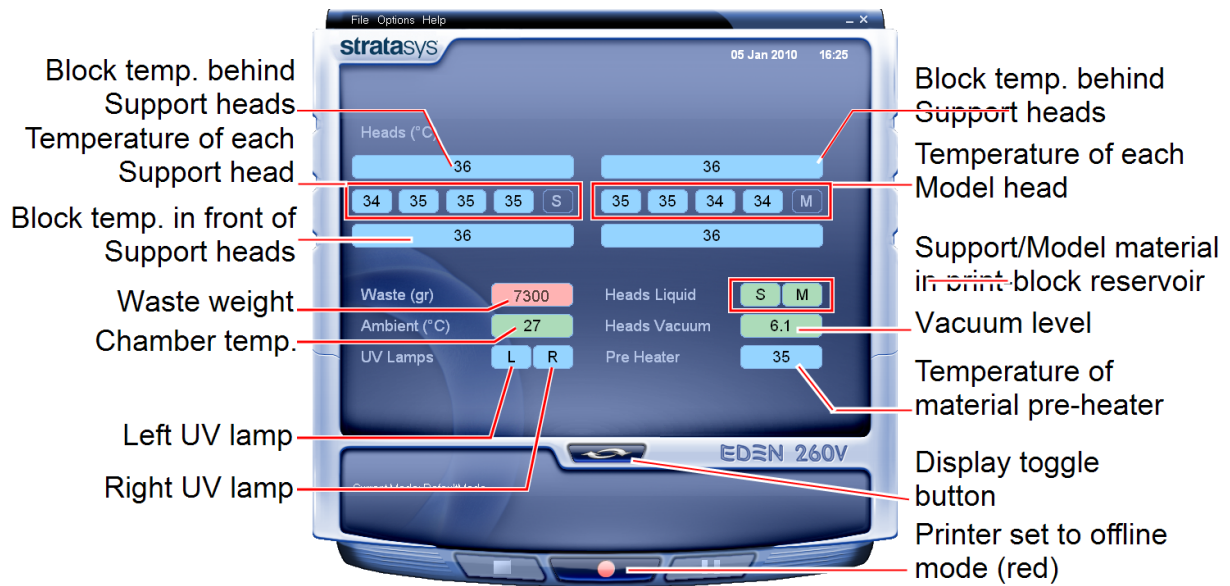 File Options Help
stratasys
05 Jan 2010 16:25
Block temp. behind
Support heads
Temperature of each
Support head
Block temp. in front of
Support heads
Waste weight
Chamber temp.
Left UV lamp
Right UV lamp
Heads (°C)
36 36
34 35 35 35 S 35 35 34 34 M
36 36
Waste (gr) 7300 Heads Liquid S M
Ambient (°C) 27 Heads Vacuum 6.1
UV Lamps L R Pre Heater 35
EDEN 260V
Current Mode: DefaultMode
Block temp. behind
Support heads
Temperature of each
Model head
Support/Model material
in print-block reservoir
Vacuum level
Temperature of
material pre-heater
Display toggle
button
Printer set to offline
mode (red)